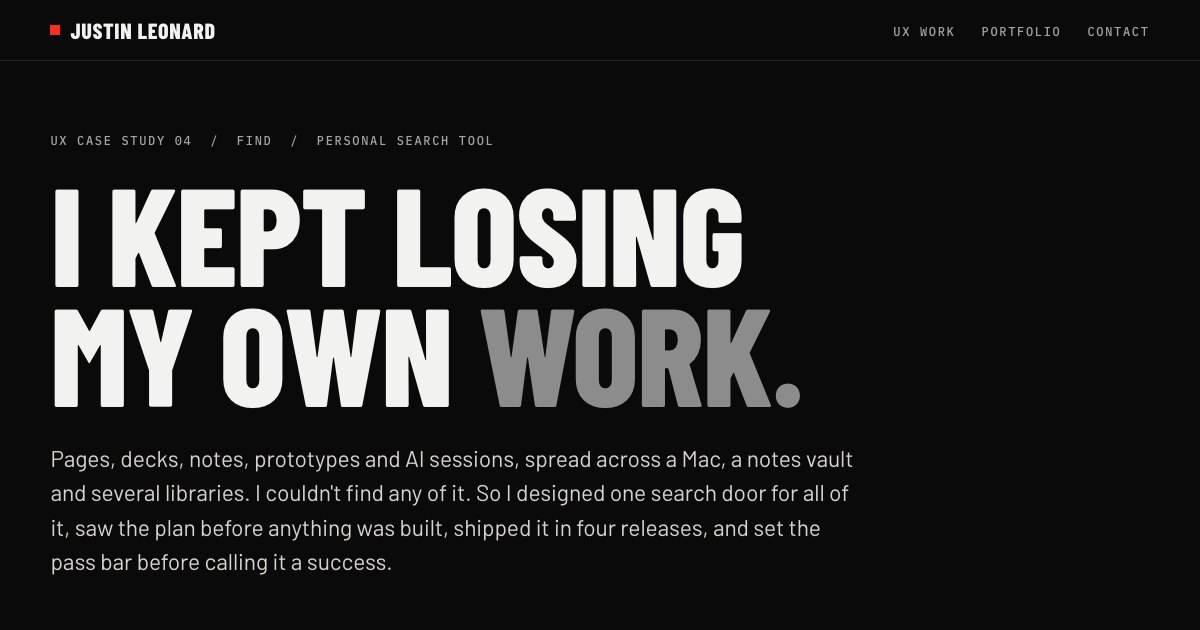 JUSTIN LEONARD
UX WORK PORTFOLIO CONTACT
UX CASE STUDY 04 / FIND / PERSONAL SEARCH TOOL
I KEPT LOSING
MY OWN WORK.
Pages, decks, notes, prototypes and AI sessions, spread across a Mac, a notes vault
and several libraries. I couldn't find any of it. So I designed one search door for all of
it, saw the plan before anything was built, shipped it in four releases, and set the
pass bar before calling it a success.